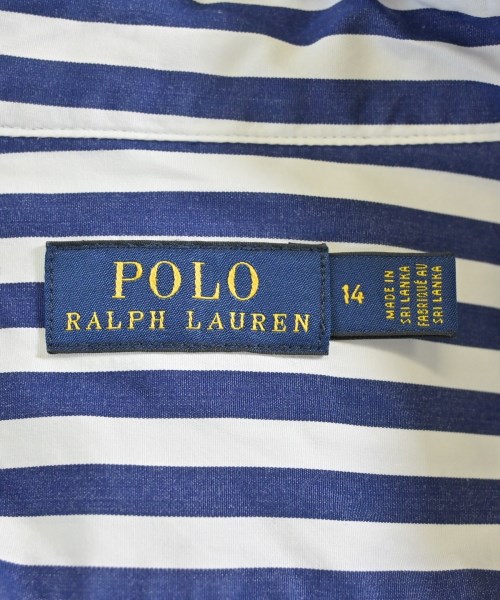 POLO
RALPH LAUREN
14
MADE IN
SRI LANKA
FABRIQUÉ AU
SRI LANKA